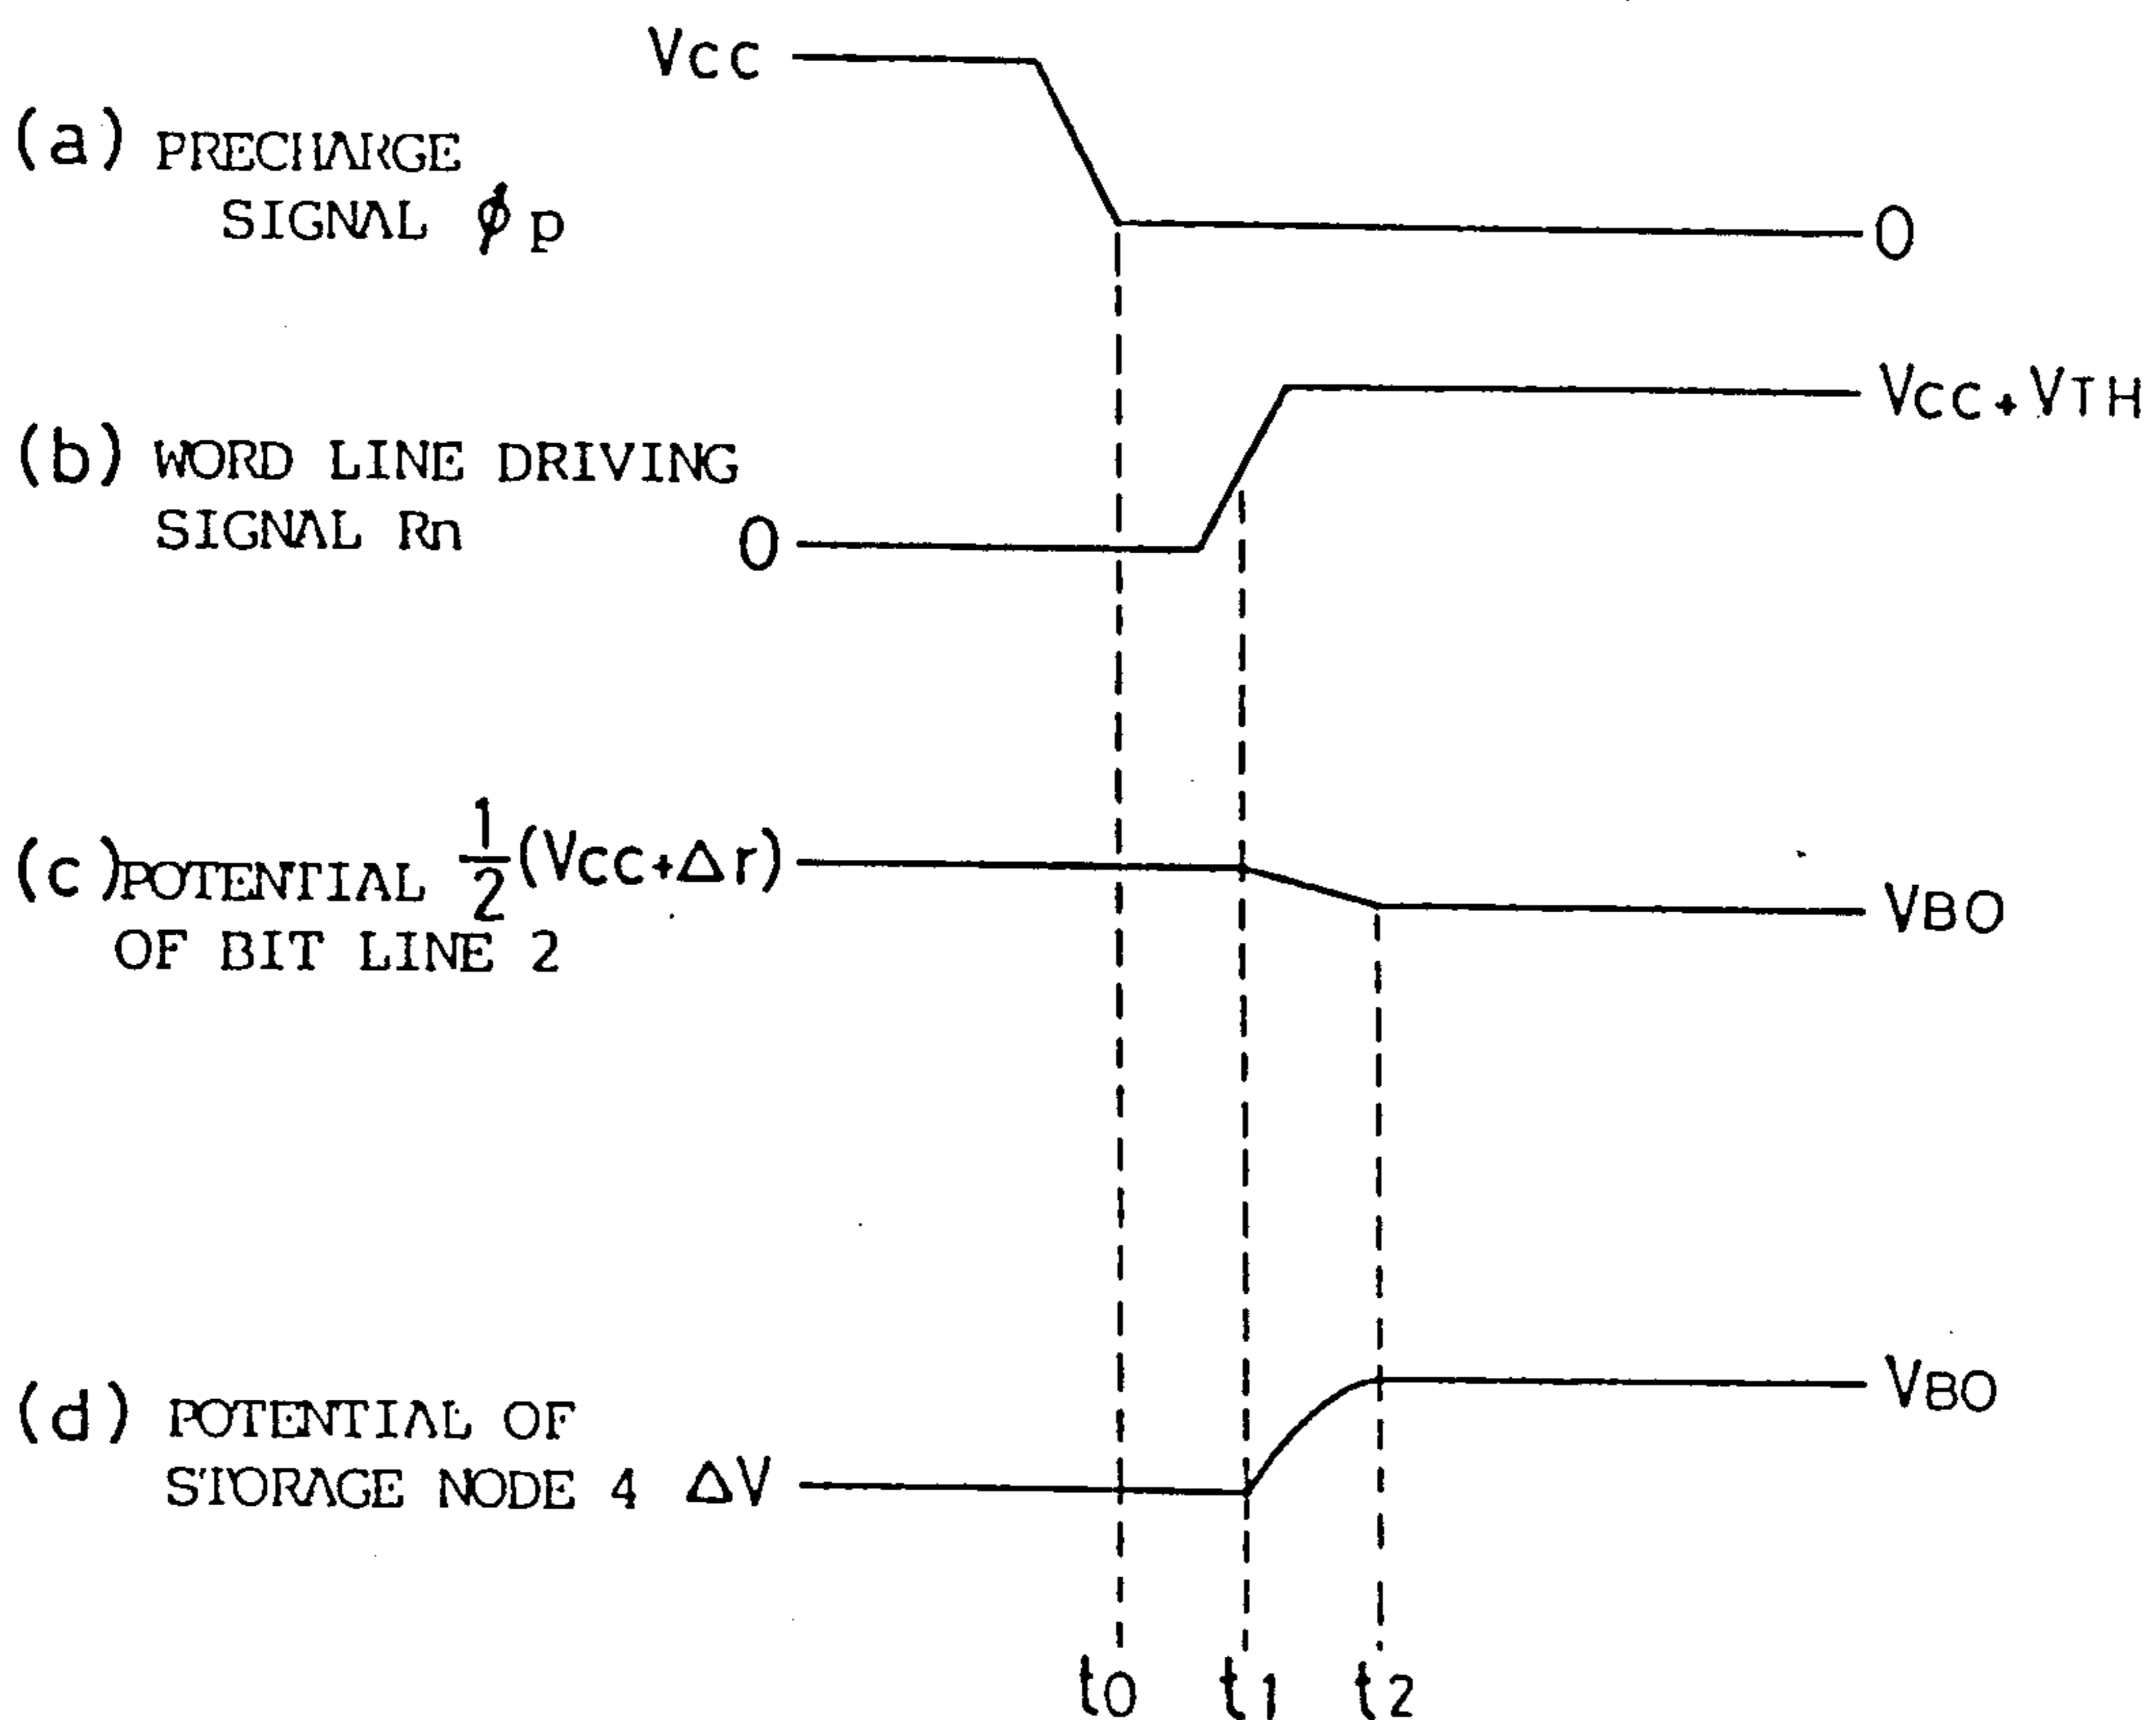 Vcc
(a) PRECHARGE
SIGNAL ϕp
0
Vcc+VTH
(b) WORD LINE DRIVING
SIGNAL Rn
0
(c) POTENTIAL 1/2(Vcc+Δr)
OF BIT LINE 2
VBO
(d) POTENTIAL OF
STORAGE NODE 4 ΔV
VBO
t0 t1 t2